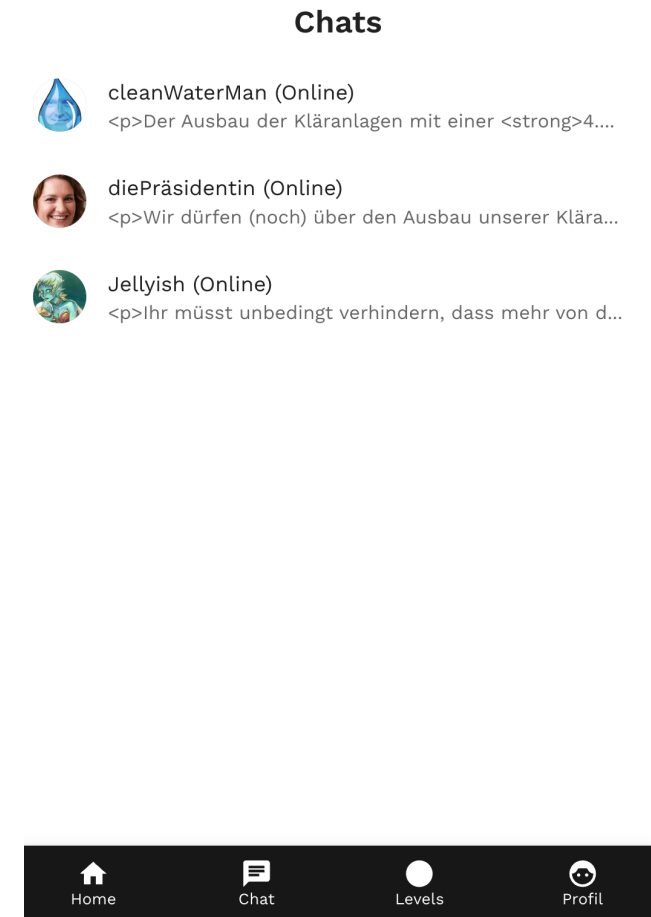 Chats
cleanWaterMan (Online)
<p>Der Ausbau der Kläranlagen mit einer <strong>4....
diePräsidentin (Online)
<p>Wir dürfen (noch) über den Ausbau unserer Klära...
Jellyish (Online)
<p>Ihr müsst unbedingt verhindern, dass mehr von d...
Home
Chat
Levels
Profil